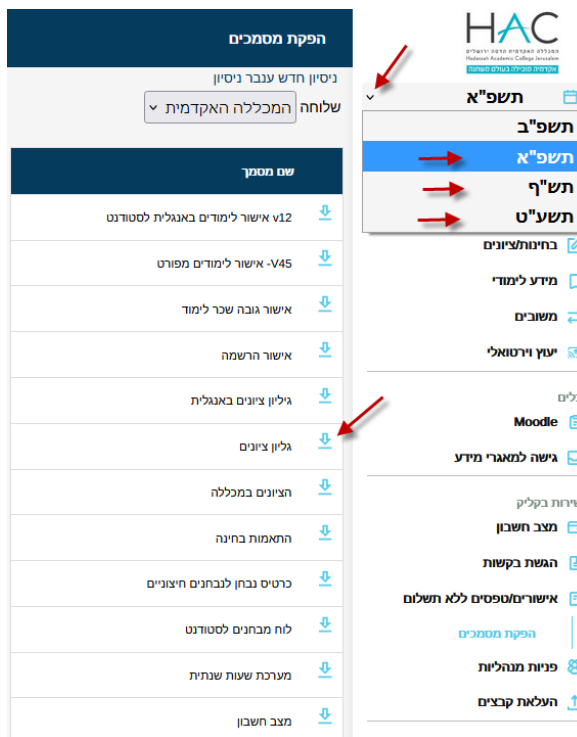 HAC
המכללה האקדמית הדסה ירושלים
Hadassah Academic College Jerusalem
אקדמיה מובילה בעולם משתנה
תשפ"א
תשפ"ב
תשפ"א
תש"ף
תשע"ט
בחינות/ציונים
מידע לימודי
משובים
יעוץ וירטואלי
Moodle
גישה למאגרי מידע
מצב חשבון
הגשת בקשות
אישורים/טפסים ללא תשלום
הפקת מסמכים
פניות מנהליות
העלאת קבצים
הפקת מסמכים
ניסיון חדש ענבר ניסיון
שלוחה המכללה האקדמית
שם מסמך
v12 אישור לימודים באנגלית לסטודנט
V45- אישור לימודים מפורט
אישור גובה שכר לימוד
אישור הרשמה
גיליון ציונים באנגלית
גליון ציונים
הציונים במכללה
התאמות בחינה
כרטיס נבחן לנבחנים חיצוניים
לוח מבחנים לסטודנט
מערכת שעות שנתית
מצב חשבון